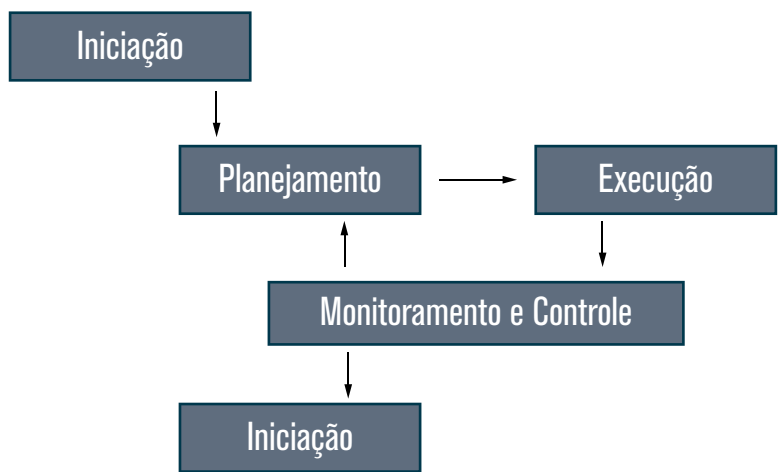 Iniciação
Planejamento
Execução
Monitoramento e Controle
Iniciação